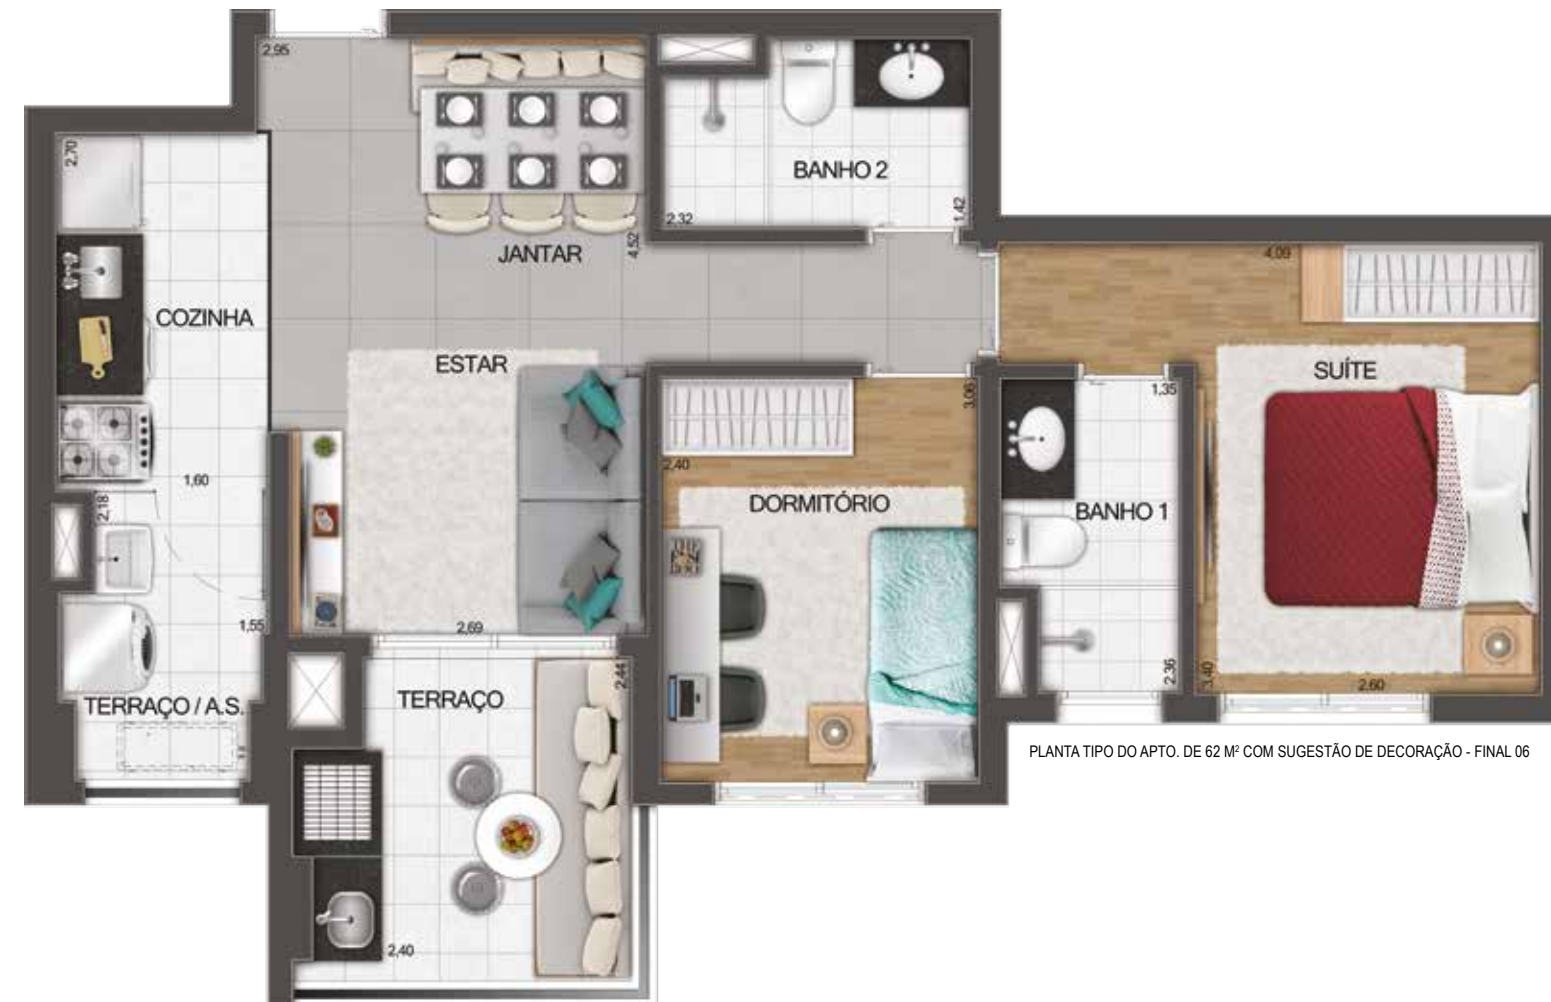 2,95
2,70
BANHO 2
2,32
1,42
JANTAR
4,52
4,09
COZINHA
ESTAR
SUÍTE
3,06
1,35
2,40
1,60
2,18
DORMITÓRIO
BANHO 1
1,55
2,69
2,44
2,36
3,40
2,60
TERRAÇO / A.S.
TERRAÇO
PLANTA TIPO DO APTO. DE 62 M² COM SUGESTÃO DE DECORAÇÃO - FINAL 06
2,40